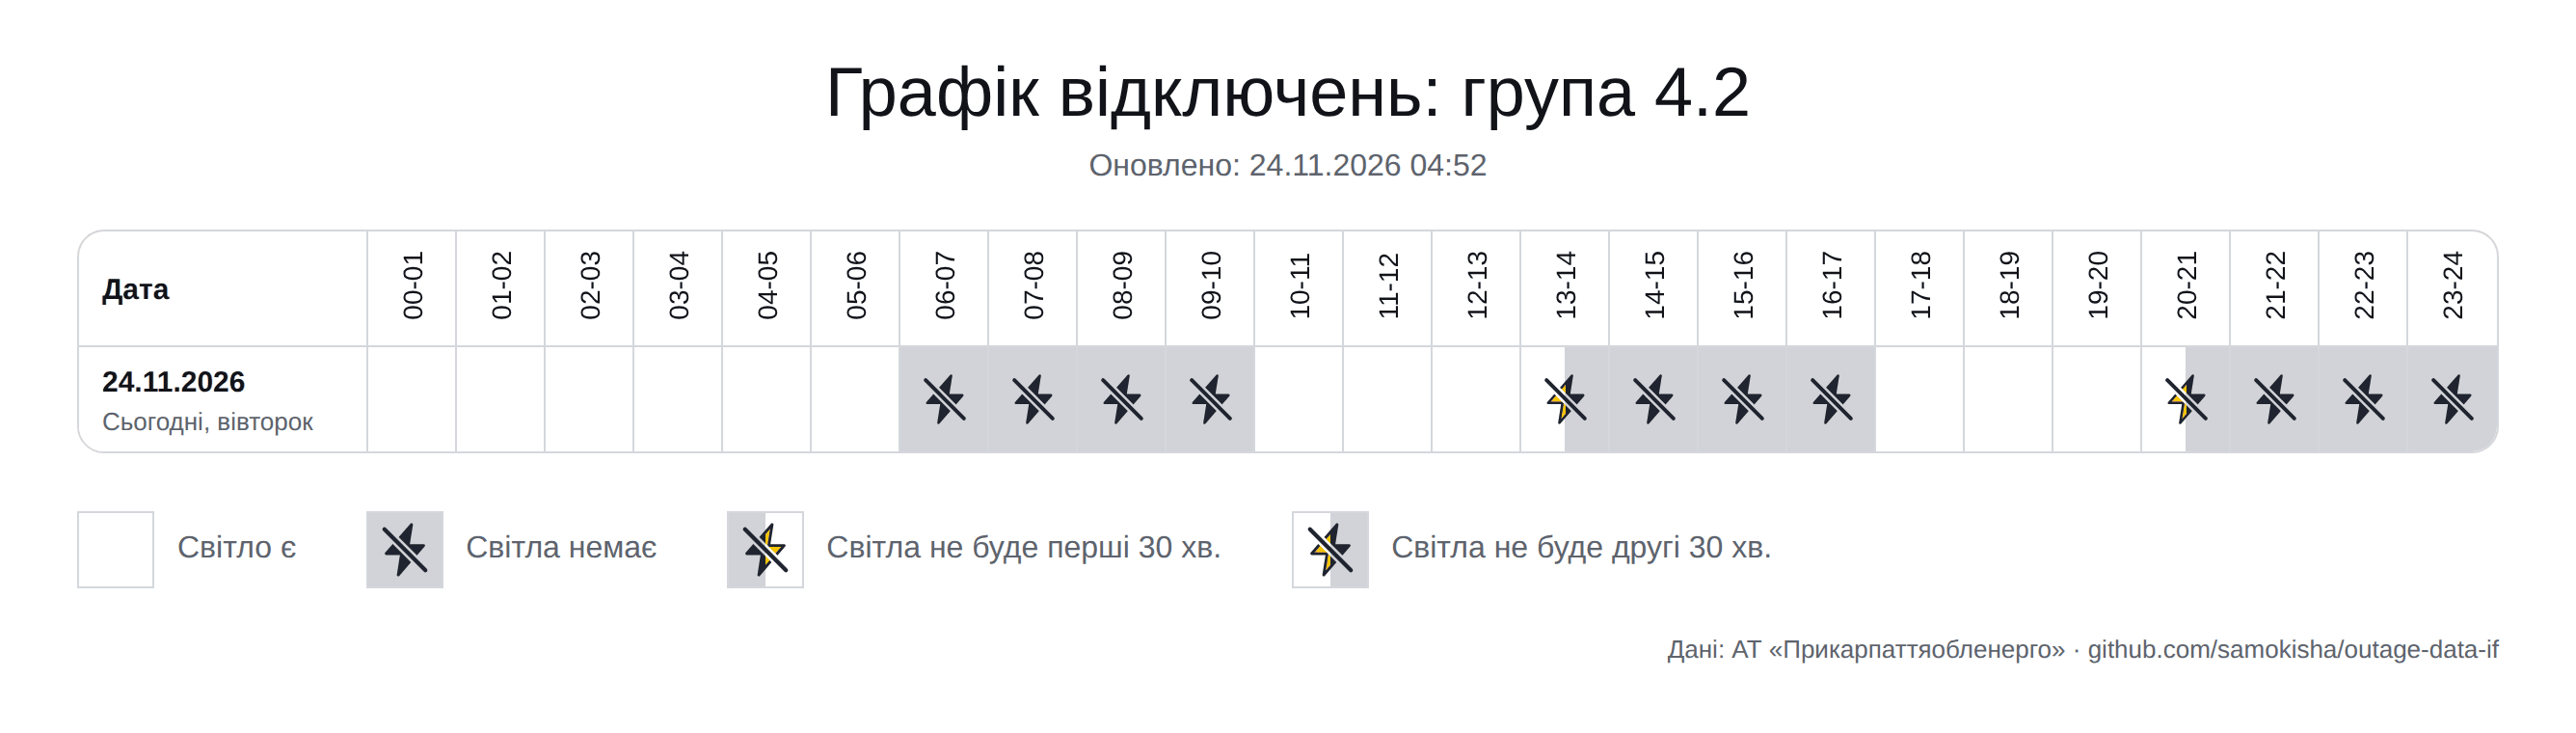 Графік відключень: група 4.2
Оновлено: 24.11.2026 04:52
Дата 00-01 01-02 02-03 03-04 04-05 05-06 06-07 07-08 08-09 09-10 10-11 11-12 12-13 13-14 14-15 15-16 16-17 17-18 18-19 19-20 20-21 21-22 22-23 23-24
24.11.2026
Сьогодні, вівторок
Світло є Світла немає Світла не буде перші 30 хв. Світла не буде другі 30 хв.
Дані: АТ «Прикарпаттяобленерго» · github.com/samokisha/outage-data-if